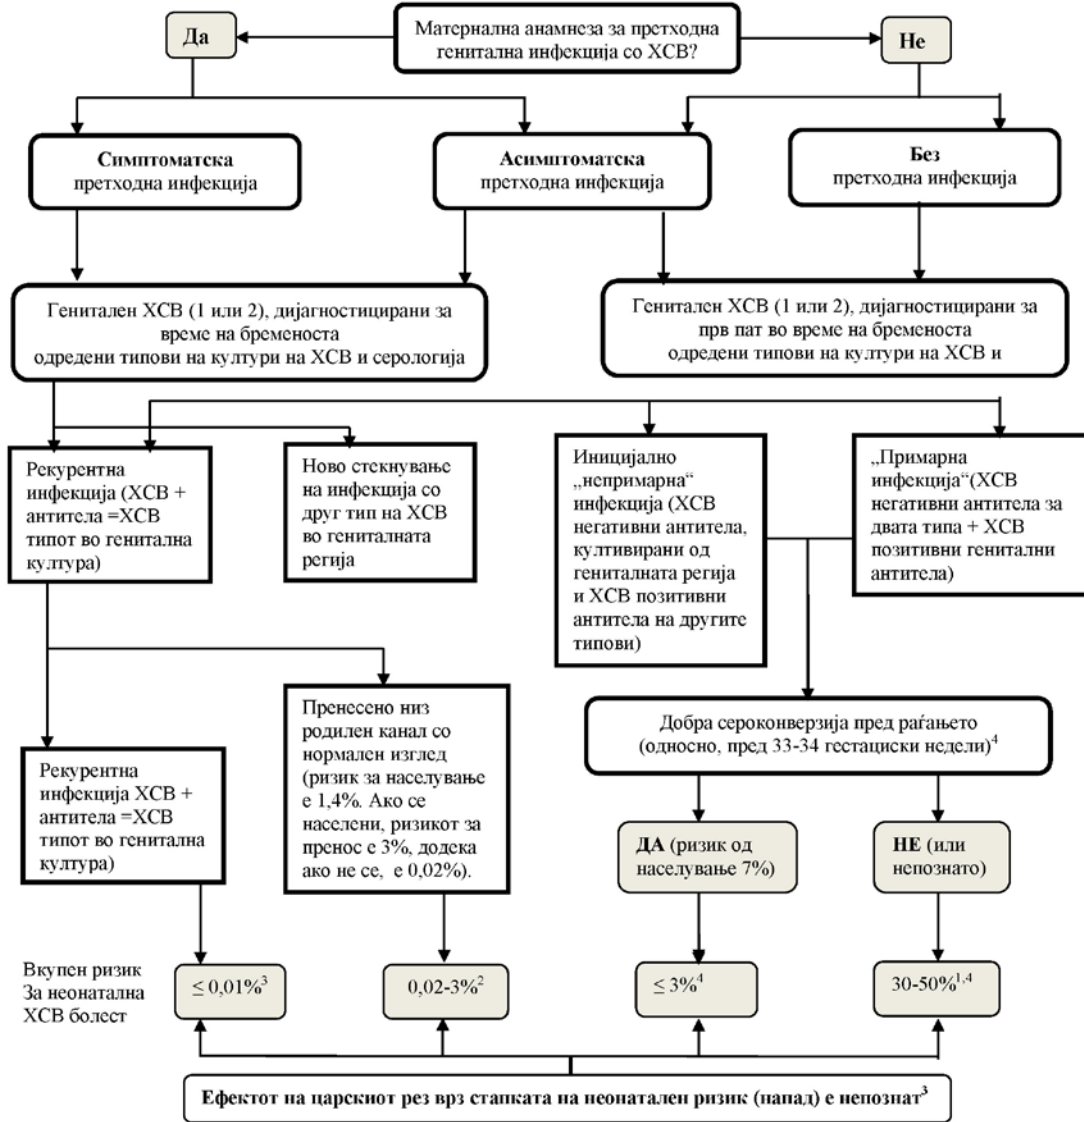 Да
Матернална анамнеза за претходна
генитална инфекција со ХСВ?
Не
Симптоматска
претходна инфекција
Асимптоматска
претходна инфекција
Без
претходна инфекција
Генитален ХСВ (1 или 2), дијагностицирани за
време на бременоста
одредени типови на култури на ХСВ и серологија
Генитален ХСВ (1 или 2), дијагностицирани за
прв пат во време на бременоста
одредени типови на култури на ХСВ и
Рекурентна
инфекција (ХСВ +
антитела =ХСВ
типот во генитална
култура)
Ново стекнување
на инфекција со
друг тип на ХСВ
во гениталната
регија
Иницијално
„непримарна“
инфекција (ХСВ
негативни антитела,
култивирани од
гениталната регија
и ХСВ позитивни
антитела на другите
типови)
„Примарна
инфекција“(ХСВ
негативни антитела за
двата типа + ХСВ
позитивни генитални
антитела)
Рекурентна
инфекција ХСВ +
антитела =ХСВ
типот во генитална
култура)
Пренесено низ
родилен канал со
нормален изглед
(ризик за населување
е 1,4%. Ако се
населени, ризикот за
пренос е 3%, додека
ако не се, е 0,02%).
Добра сероконверзија пред раѓањето
(односно, пред 33-34 гестациски недели)⁴
ДА (ризик од
населување 7%)
НЕ (или
непознато)
Вкупен ризик
За неонатална
ХСВ болест
≤ 0,01%³
0,02-3%²
≤ 3%⁴
30-50%¹,⁴
Ефектот на царскиот рез врз стапката на неонатален ризик (напад) е непознат³